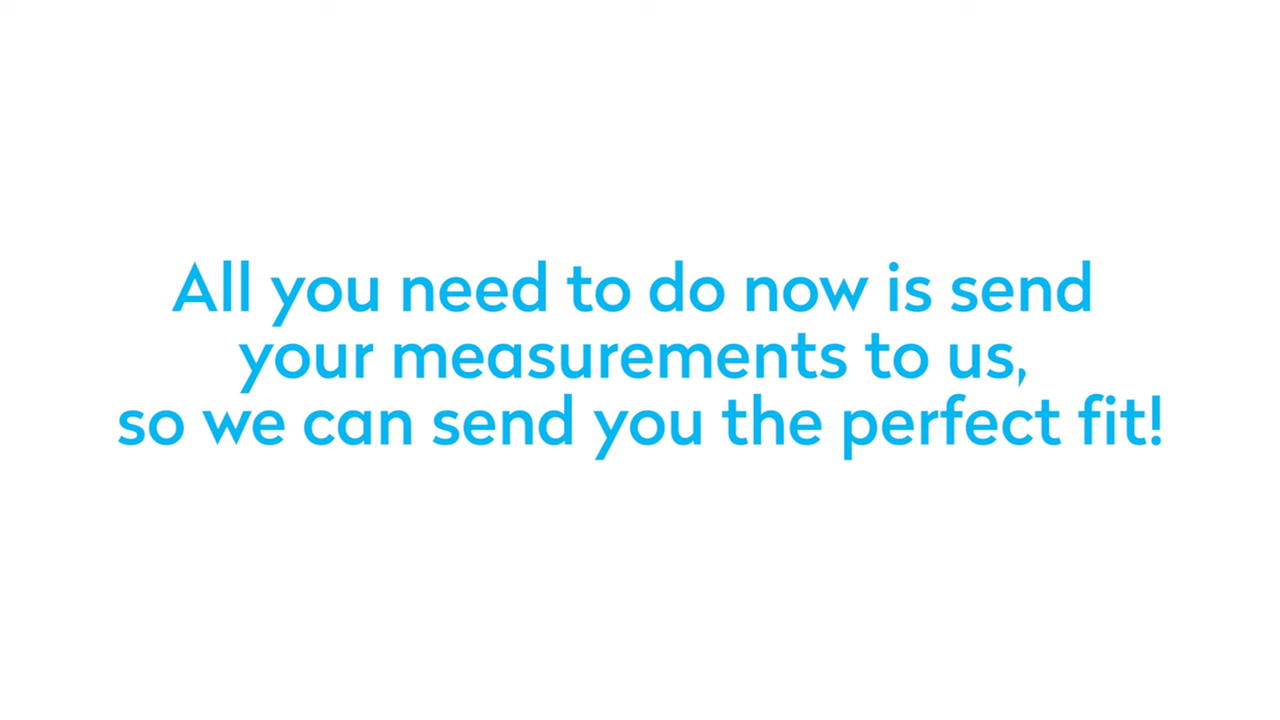 All you need to do now is send
your measurements to us,
so we can send you the perfect fit!